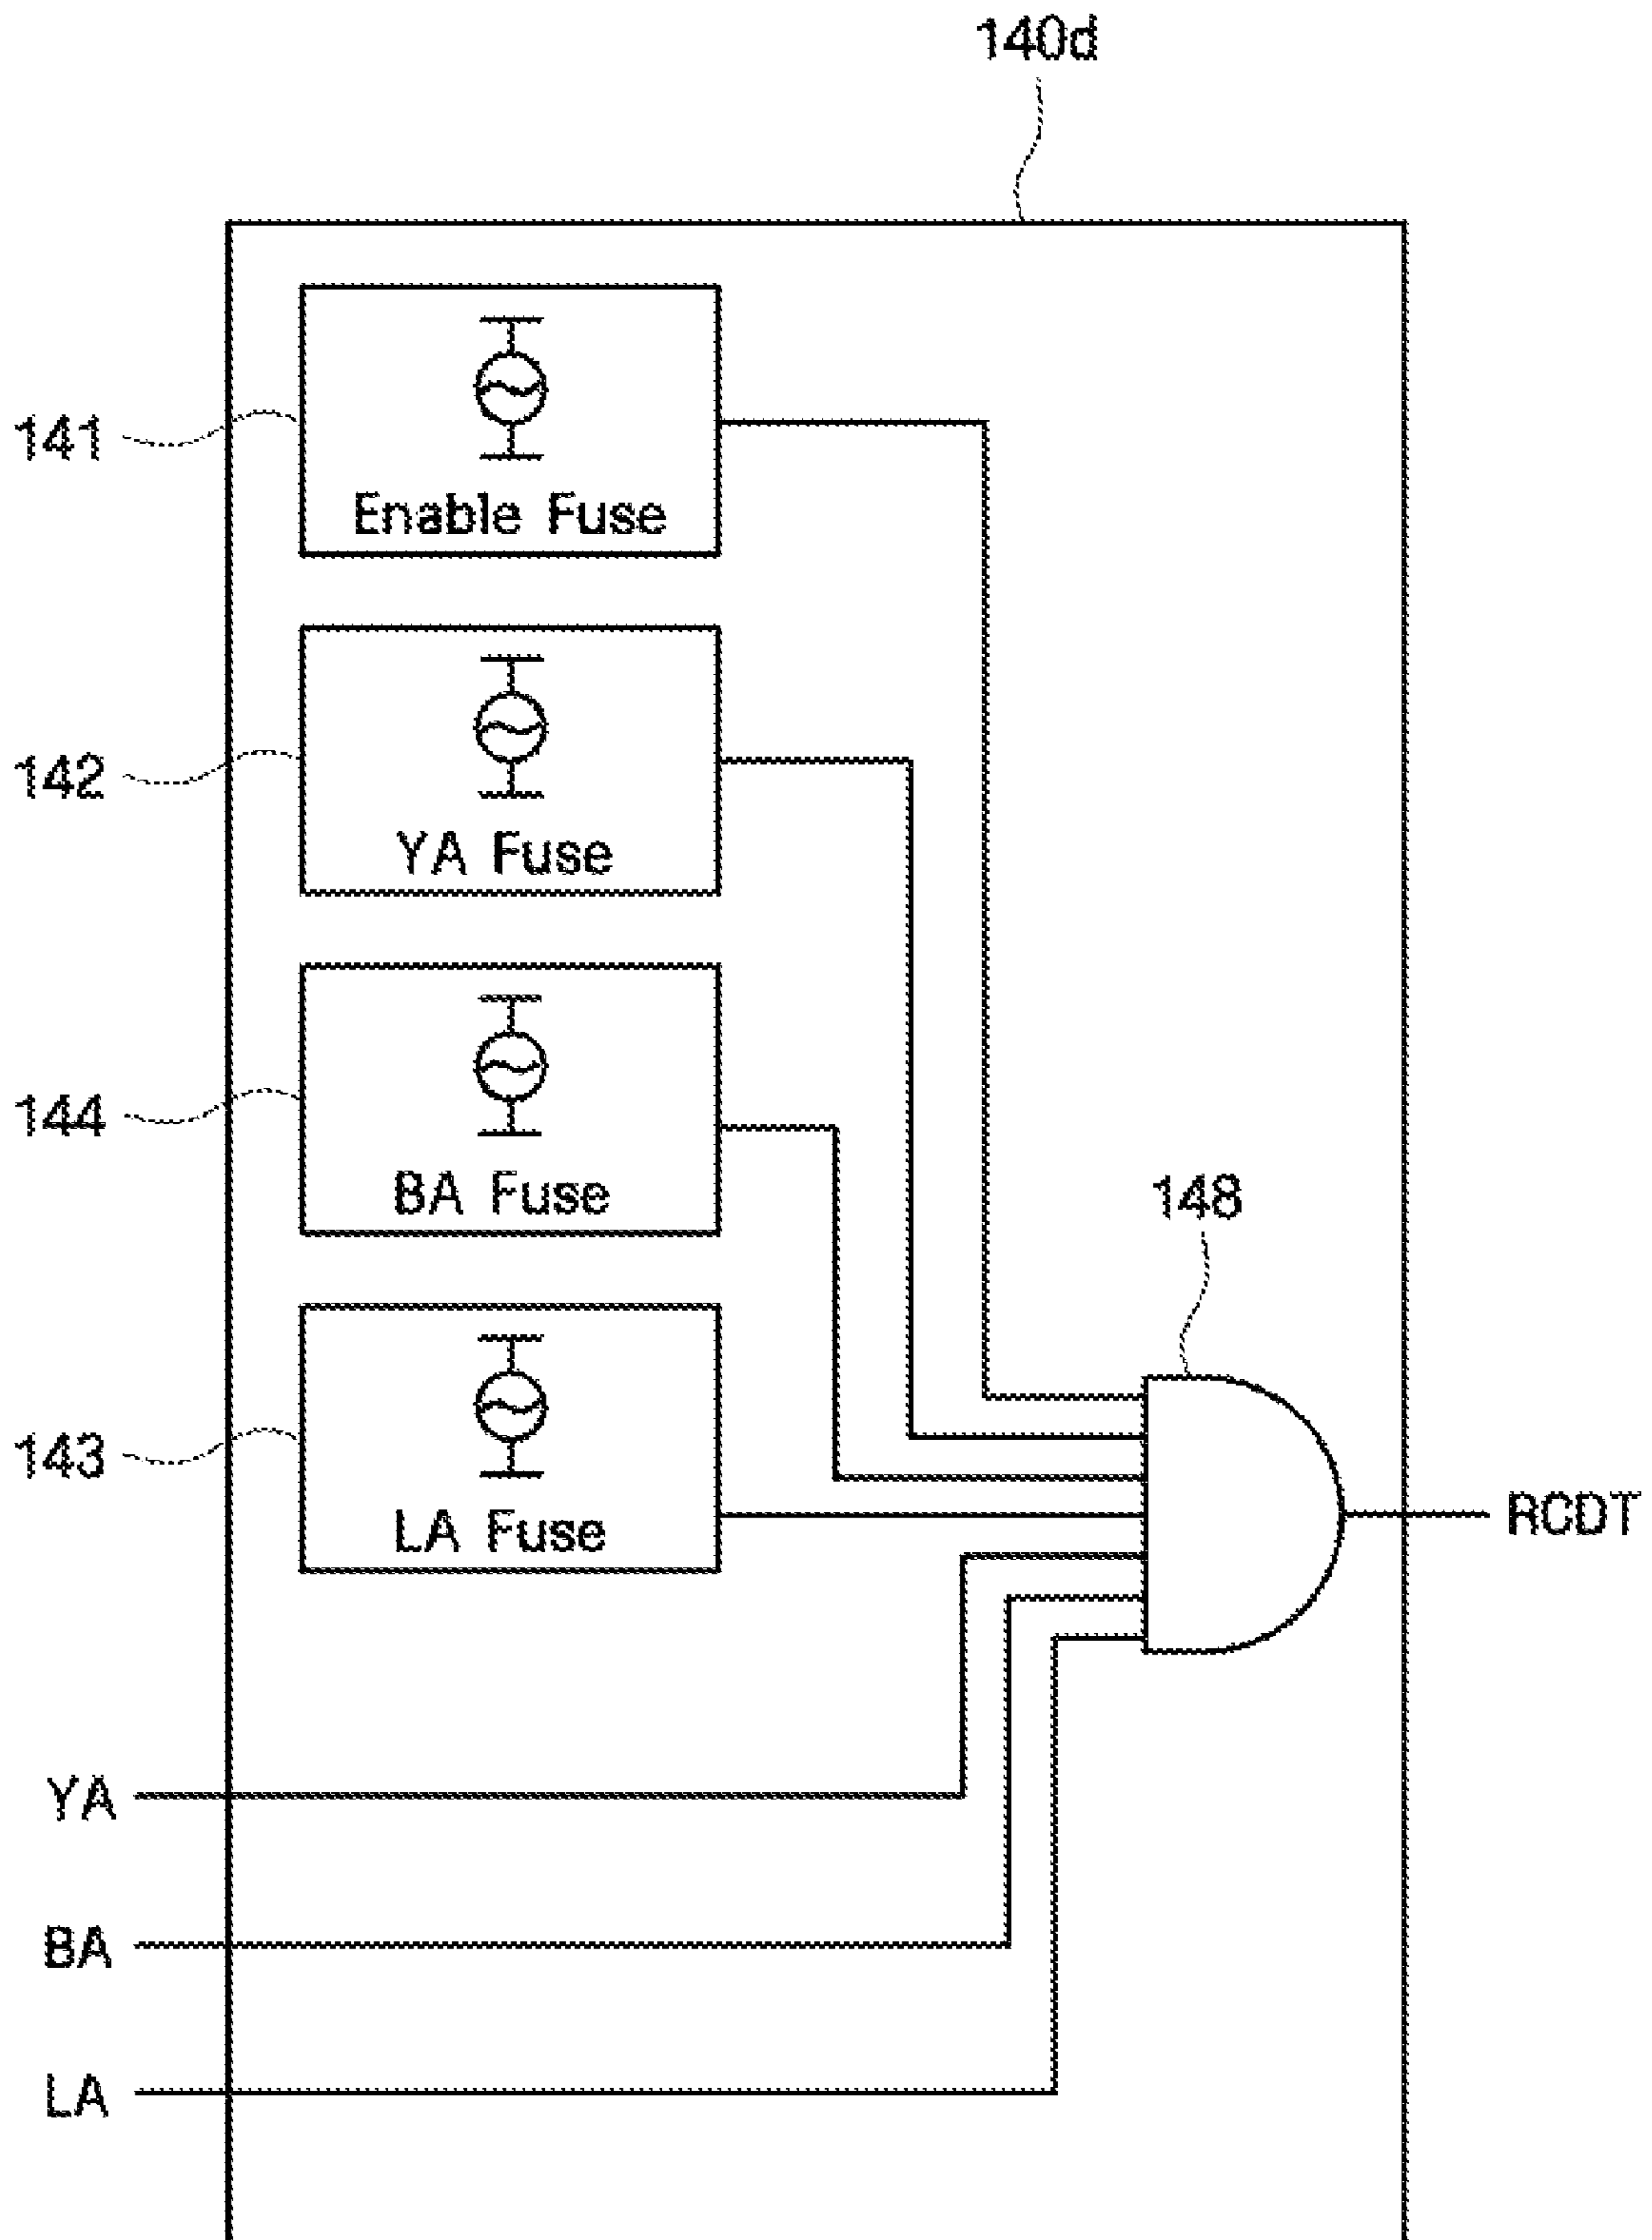 140d
141
Enable Fuse
142
YA Fuse
144
BA Fuse
148
143
LA Fuse
RCDT
YA
BA
LA